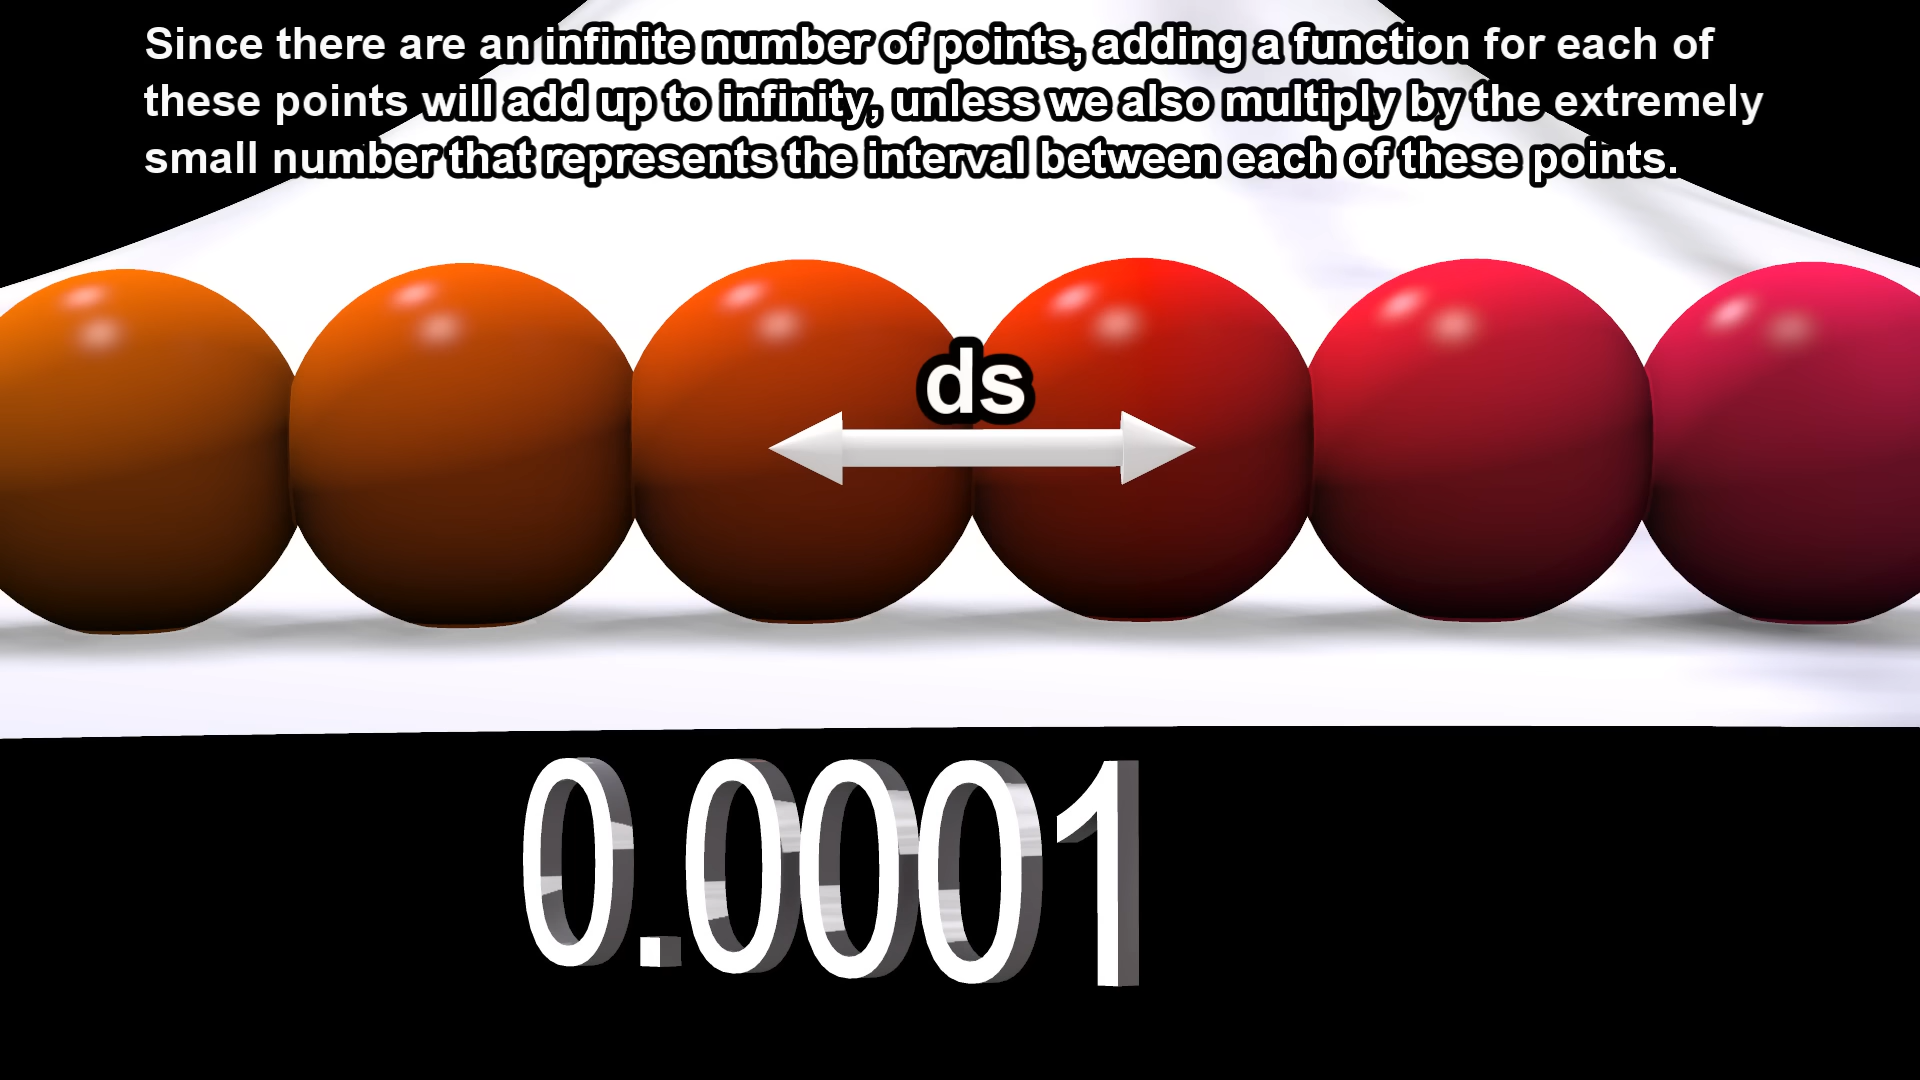 Since there are an infinite number of points, adding a function for each of
these points will add up to infinity, unless we also multiply by the extremely
small number that represents the interval between each of these points.
ds
0.0001